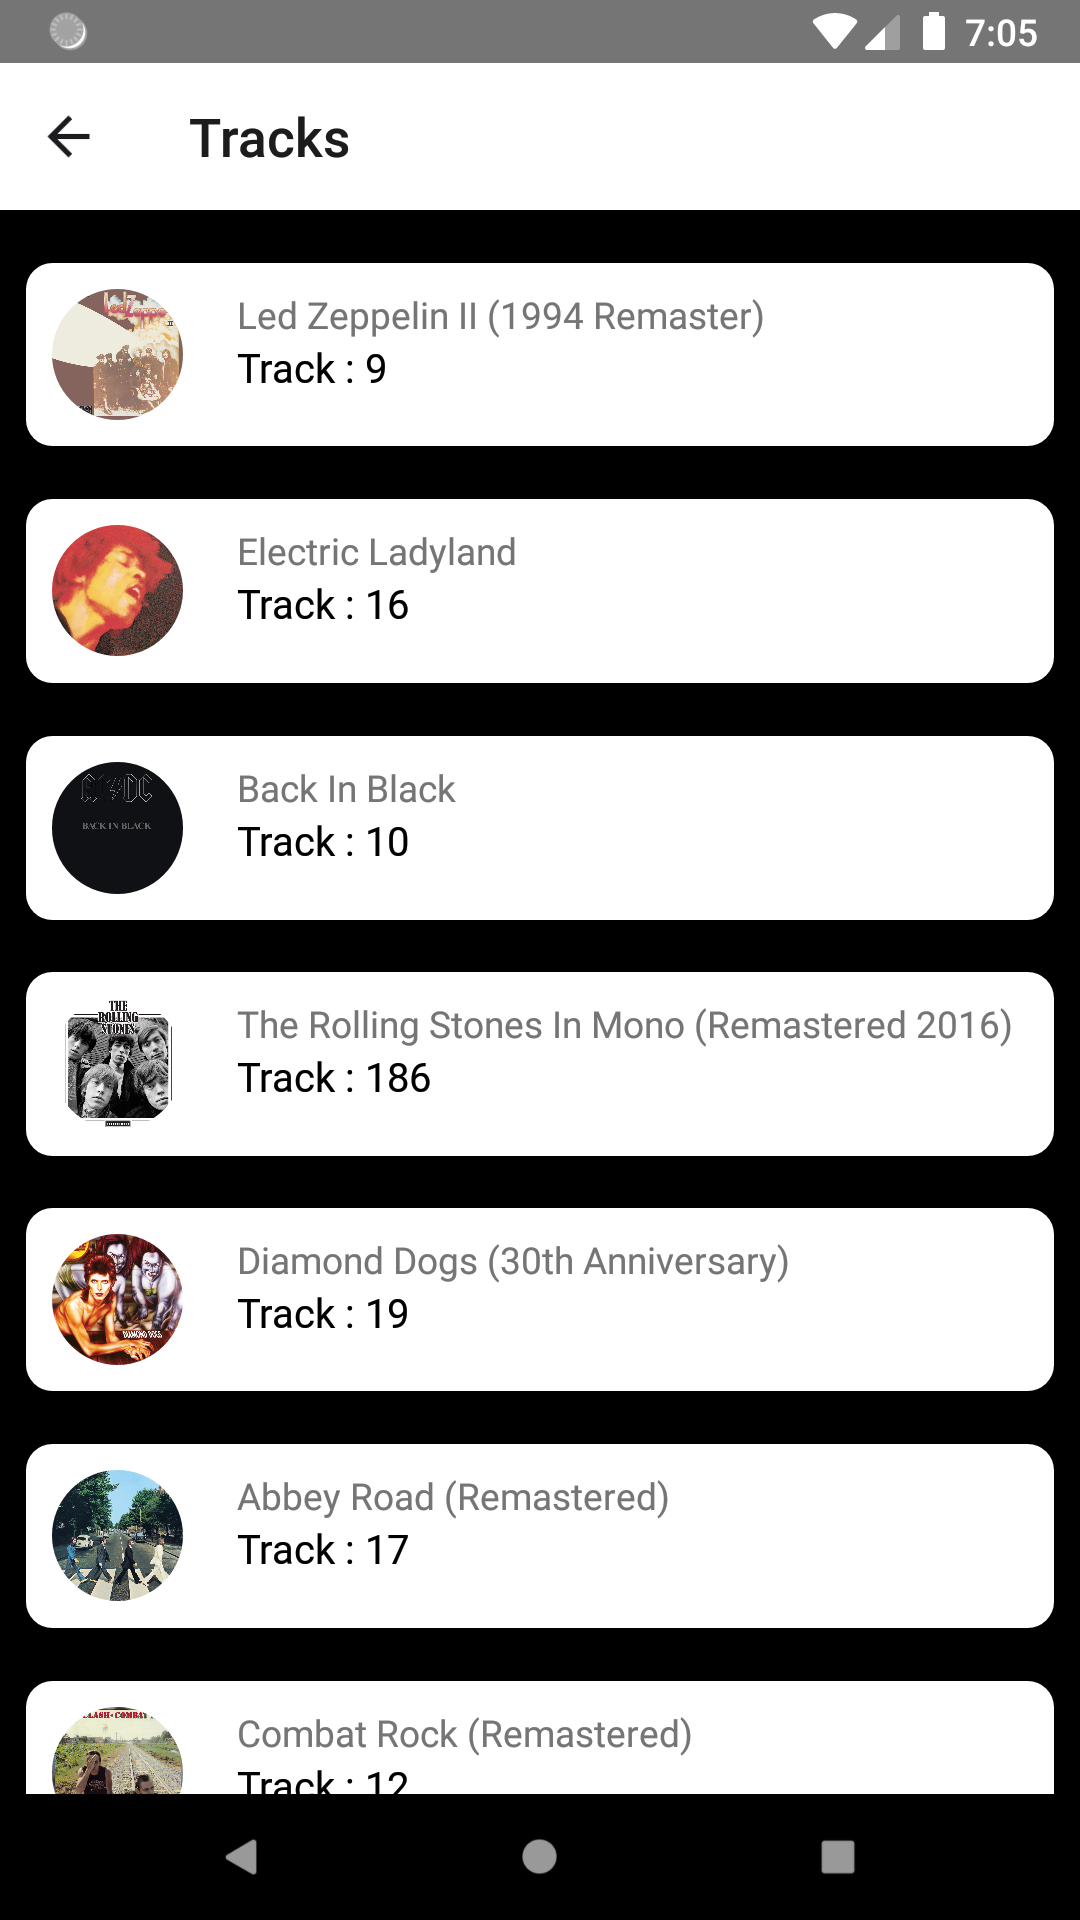 7:05
Tracks
Led Zeppelin II (1994 Remaster)
Track : 9
Electric Ladyland
Track : 16
AC/DC
BACK IN BLACK
Back In Black
Track : 10
THE
ROLLING
STONES
The Rolling Stones In Mono (Remastered 2016)
Track : 186
DIAMOND DOGS
Diamond Dogs (30th Anniversary)
Track : 19
Abbey Road (Remastered)
Track : 17
Combat Rock (Remastered)
Track : 12